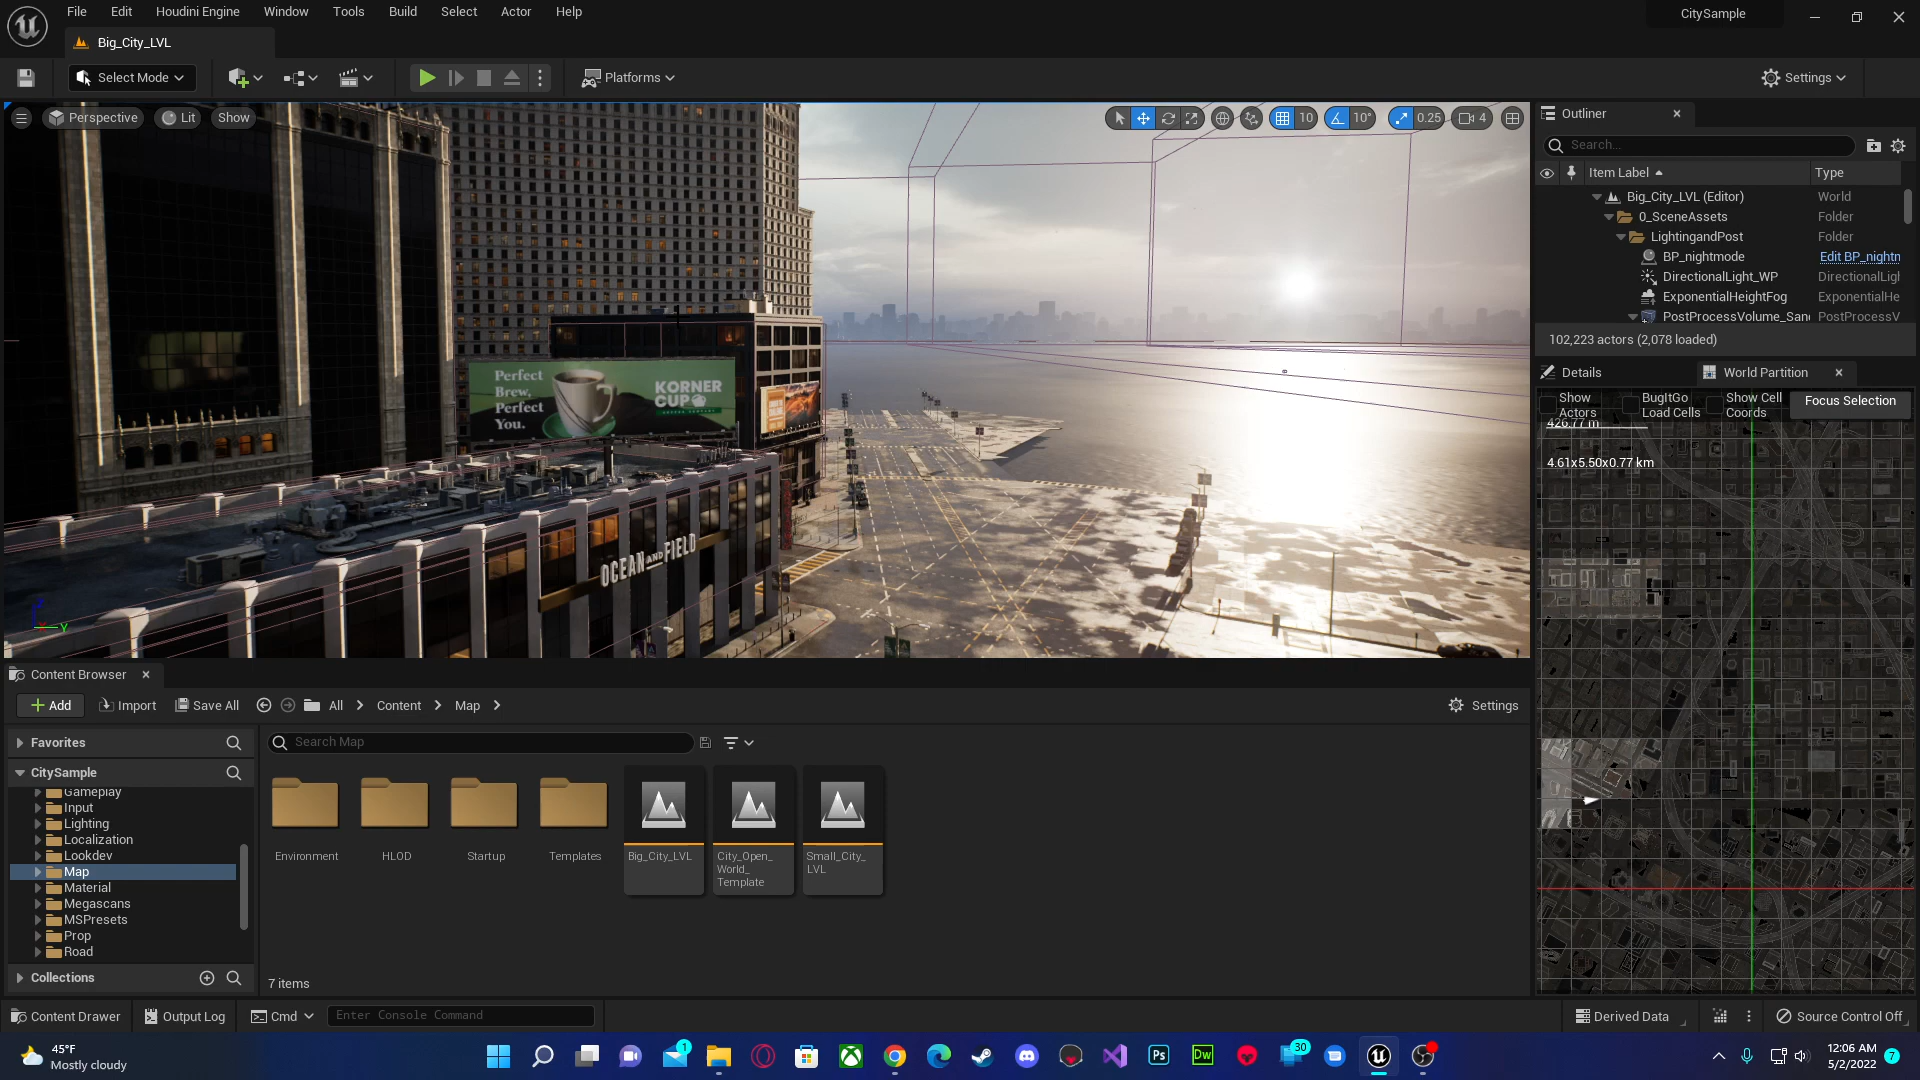 File Edit Houdini Engine Window Tools Build Select Actor Help
CitySample
Big_City_LVL
Select Mode
Platforms
Settings
Perspective Lit Show
10 10° 0.25 4
Perfect
Brew,
Perfect
You.
KORNER
CUP
OCEAN AND FIELD
Outliner
Search...
Item Label Type
Big_City_LVL (Editor) World
0_SceneAssets Folder
LightingandPost Folder
BP_nightmode Edit BP_nightn
DirectionalLight_WP DirectionalLigl
ExponentialHeightFog ExponentialHe
PostProcessVolume_San PostProcessV
102,223 actors (2,078 loaded)
Details World Partition
Show Actors BugItGo Load Cells Show Cell Coords Focus Selection
426.77 m
4.61x5.50x0.77 km
Y
Content Browser
Add Import Save All All Content Map Settings
Favorites
Search Map
CitySample
Gameplay
Input
Lighting
Localization
Lookdev
Map
Material
Megascans
MSPresets
Prop
Road
Collections
Environment HLOD Startup Templates
Big_City_LVL
City_Open_
World_
Template
Small_City_
LVL
7 items
Content Drawer Output Log Cmd Enter Console Command
Derived Data Source Control Off
45°F
Mostly cloudy
1
Ps
Dw
30
12:06 AM
5/2/2022
7